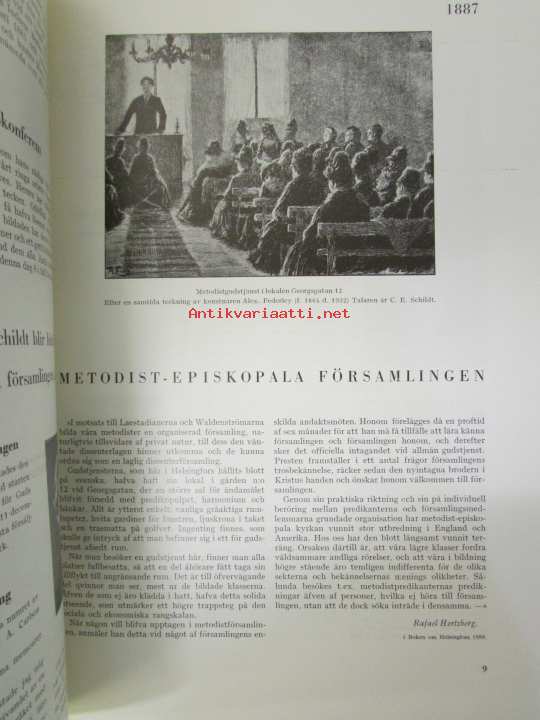 1887
Metodistgudstjänst i lokalen Georgsgatan 12
Efter en samtida teckning av konstnären Alex. Federley (f. 1864 d. 1932) Talaren är C. E. Schildt.
Antikvariaatti.net
METODIST-EPISKOPALA FÖRSAMLINGEN
»I motsats till Laestadianerna och Waldenströmarna
bilda våra metodister en organiserad församling, na-
turligtvis tillsvidare af privat natur, till dess den vän-
tade dissenterlagen hinner utkomma och de kunna
ordna sig som en laglig dissenterförsamling.
Gudstjensterna, som här i Helsingfors hållits blott
på svenska, hafva haft sin lokal i gården n:o
12 vid Georgsgatan, der en större sal för ändamålet
blifvit försedd med predikopulpet, harmonium och
bänkar. Allt är ytterst enkelt, vanliga gråaktiga rum-
tapeter, hvita gardiner för fönstren, ljuskrona i taket
och en trasmatta på golfvet. Ingenting finnes, som
skulle ge intryck af att man befinner sig i ett för guds-
tjenst afsedt rum.
När man besöker en gudstjenst här, finner man alla
platser fullbesatta, så att en del åhörare fått taga sin
tillflykt till angränsande rum. Det är till öfvervägande
del qvinnor man ser, mest av de bildade klasserna.
Äfven de som äro klädda i hatt, hafva detta solida
utseende, som utmärker ett högre trappsteg på den
sociala och ekonomiska rangskalan.
När någon vill blifva upptagen i metodistförsamlin-
gen, anmäler han detta vid något af församlingens en-
skilda andaktsmöten. Honom förelägges då en proftid
af sex månader för att han må få tillfälle att lära känna
församlingen och församlingen honom, och derefter
sker det officiela intagandet vid allmän gudstjenst.
Presten framställer i ett antal frågor församlingens
trosbekännelse, räcker sedan den nyintagna brodern i
Kristus handen och önskar honom välkommen till för-
samlingen.
Genom sin praktiska riktning och sin på individuell
beröring mellan predikanterna och församlingsmed-
lemmarna grundade organisation har metodist-episko-
pala kyrkan vunnit stor utbredning i England och
Amerika. Hos oss har den blott långsamt vunnit ter-
räng. Orsaken därtill är, att våra lägre klasser fordra
våldsammare andliga rörelser, och att våra i bildning
högre stående äro temligen indifferenta för de olika
sekterna och bekännelsernas menings olikheter. Så-
lunda besöken t.ex. metodistpredikanternas predik-
ningar äfven af personer, hvilka ej höra till försam-
lingen, utan att de dock söka inträde i densamma. —»
Rafael Hertzberg.
i Boken om Helsingfors, 1888.
9
konferens
childt blir
församlingen